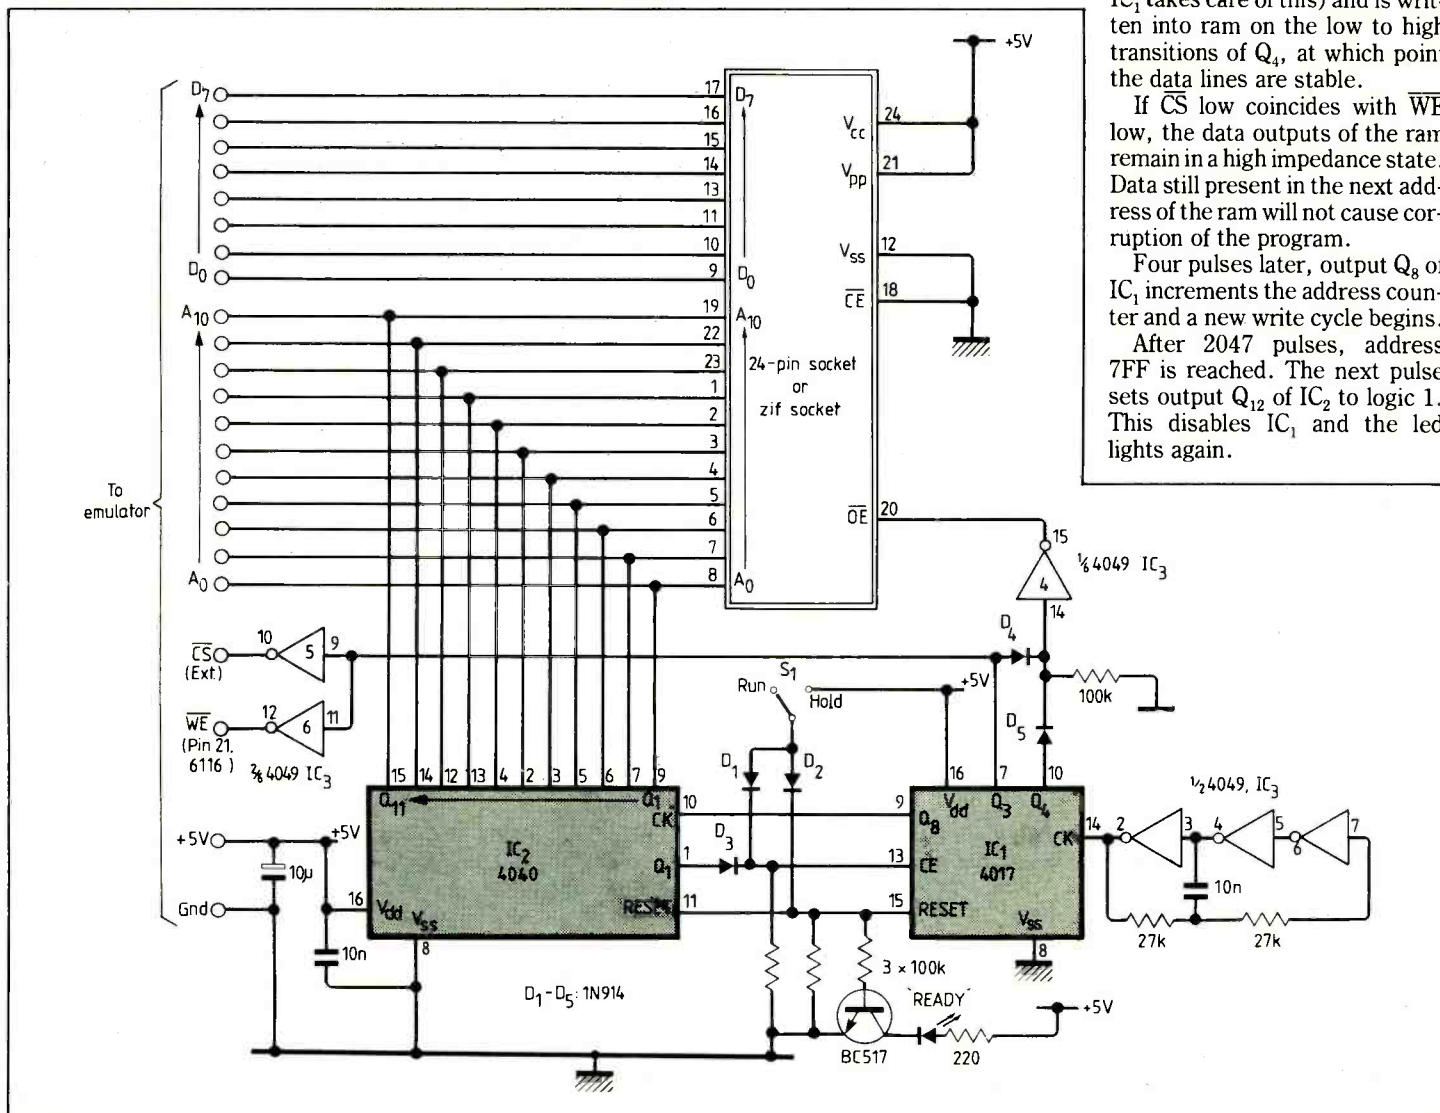 IC₁ takes care of this) and is writ-
ten into ram on the low to high
transitions of Q₄, at which point
the data lines are stable.
If C̅S̅ low coincides with W̅E̅
low, the data outputs of the ram
remain in a high impedance state.
Data still present in the next add-
ress of the ram will not cause cor-
ruption of the program.
Four pulses later, output Q₈ of
IC₁ increments the address coun-
ter and a new write cycle begins.
After 2047 pulses, address
7FF is reached. The next pulse
sets output Q₁₂ of IC₂ to logic 1.
This disables IC₁ and the led
lights again.
+5V
D₇ 17 D₇
16
15
14
13
11
10
D₀ 9 D₀
A₁₀ 19 A₁₀
22
23
1
2
3
4
5
6
7
A₀ 8 A₀
24-pin socket
or
zif socket
Vcc 24
Vpp 21
Vss 12
C̅E̅ 18
O̅E̅ 20
To
emulator
15
4
14
⅙ 4049 IC₃
C̅S̅
(Ext.)
10 5 9
W̅E̅
(Pin 21,
6116)
12 6 11
²⁄₆ 4049 IC₃
S₁
Run Hold
+5V
D₄
100k
D₅
D₁ D₂
15 14 12 13 4 2 3 5 6 7 9
Q₁₁ Q₁
CK 10
IC₂
4040
Q₁ 1
RESET 11
16 Vdd
Vss
8
D₃
16 7 10
Vdd Q₃ Q₄
9 Q₈
13 C̅E̅
15 RESET
IC₁
4017
CK 14
Vss
8
½ 4049, IC₃
2 3 4 5 6 7
10n
27k 27k
+5V
10µ
Gnd
+5V
10n
D₁-D₅: 1N914
3 × 100k
'READY'
BC517
220
+5V